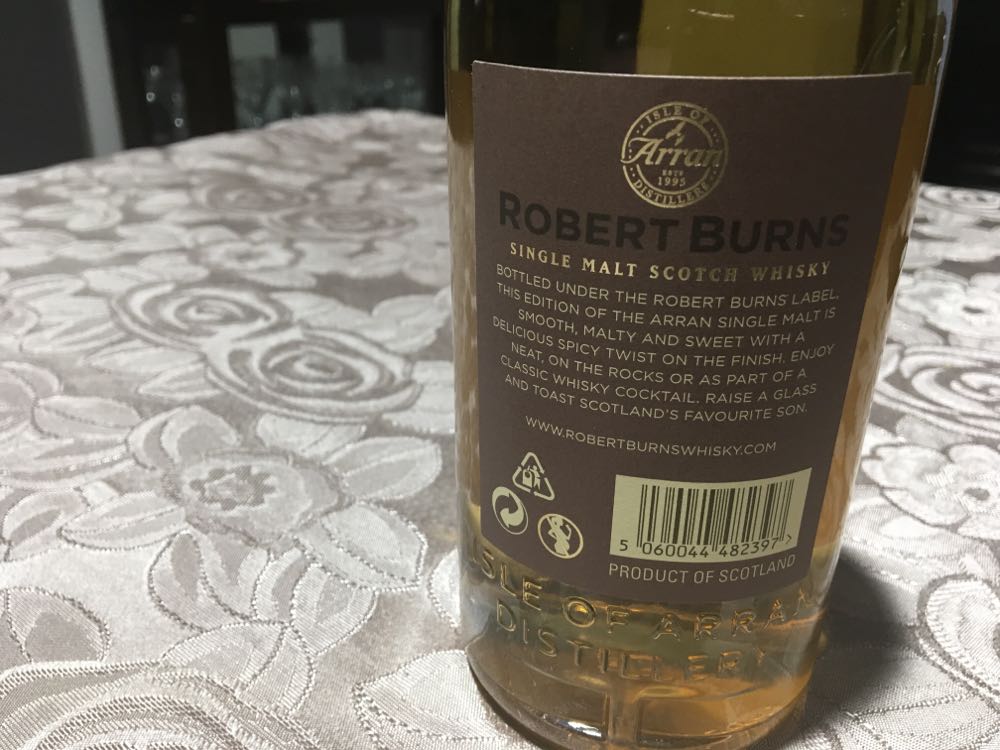 ISLE OF
Arran
ESTD
1995
DISTILLERS
ROBERT BURNS
SINGLE MALT SCOTCH WHISKY
BOTTLED UNDER THE ROBERT BURNS LABEL,
THIS EDITION OF THE ARRAN SINGLE MALT IS
SMOOTH, MALTY AND SWEET WITH A
DELICIOUS SPICY TWIST ON THE FINISH. ENJOY
NEAT, ON THE ROCKS OR AS PART OF A
CLASSIC WHISKY COCKTAIL. RAISE A GLASS
AND TOAST SCOTLAND'S FAVOURITE SON.
WWW.ROBERTBURNSWHISKY.COM
5 060044 482397 >
PRODUCT OF SCOTLAND
ISLE OF ARRAN
DISTILLERY